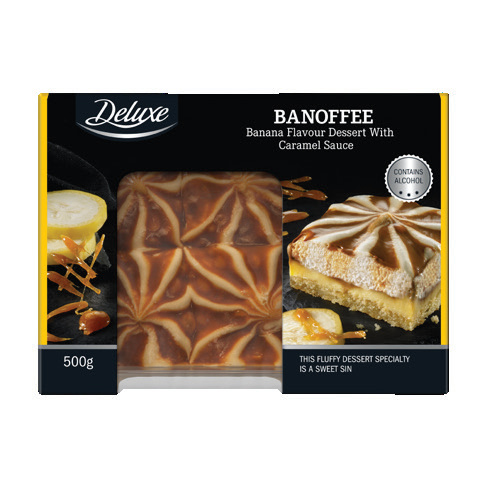 Deluxe
BANOFFEE
Banana Flavour Dessert With
Caramel Sauce
CONTAINS
ALCOHOL
500g
THIS FLUFFY DESSERT SPECIALTY
IS A SWEET SIN